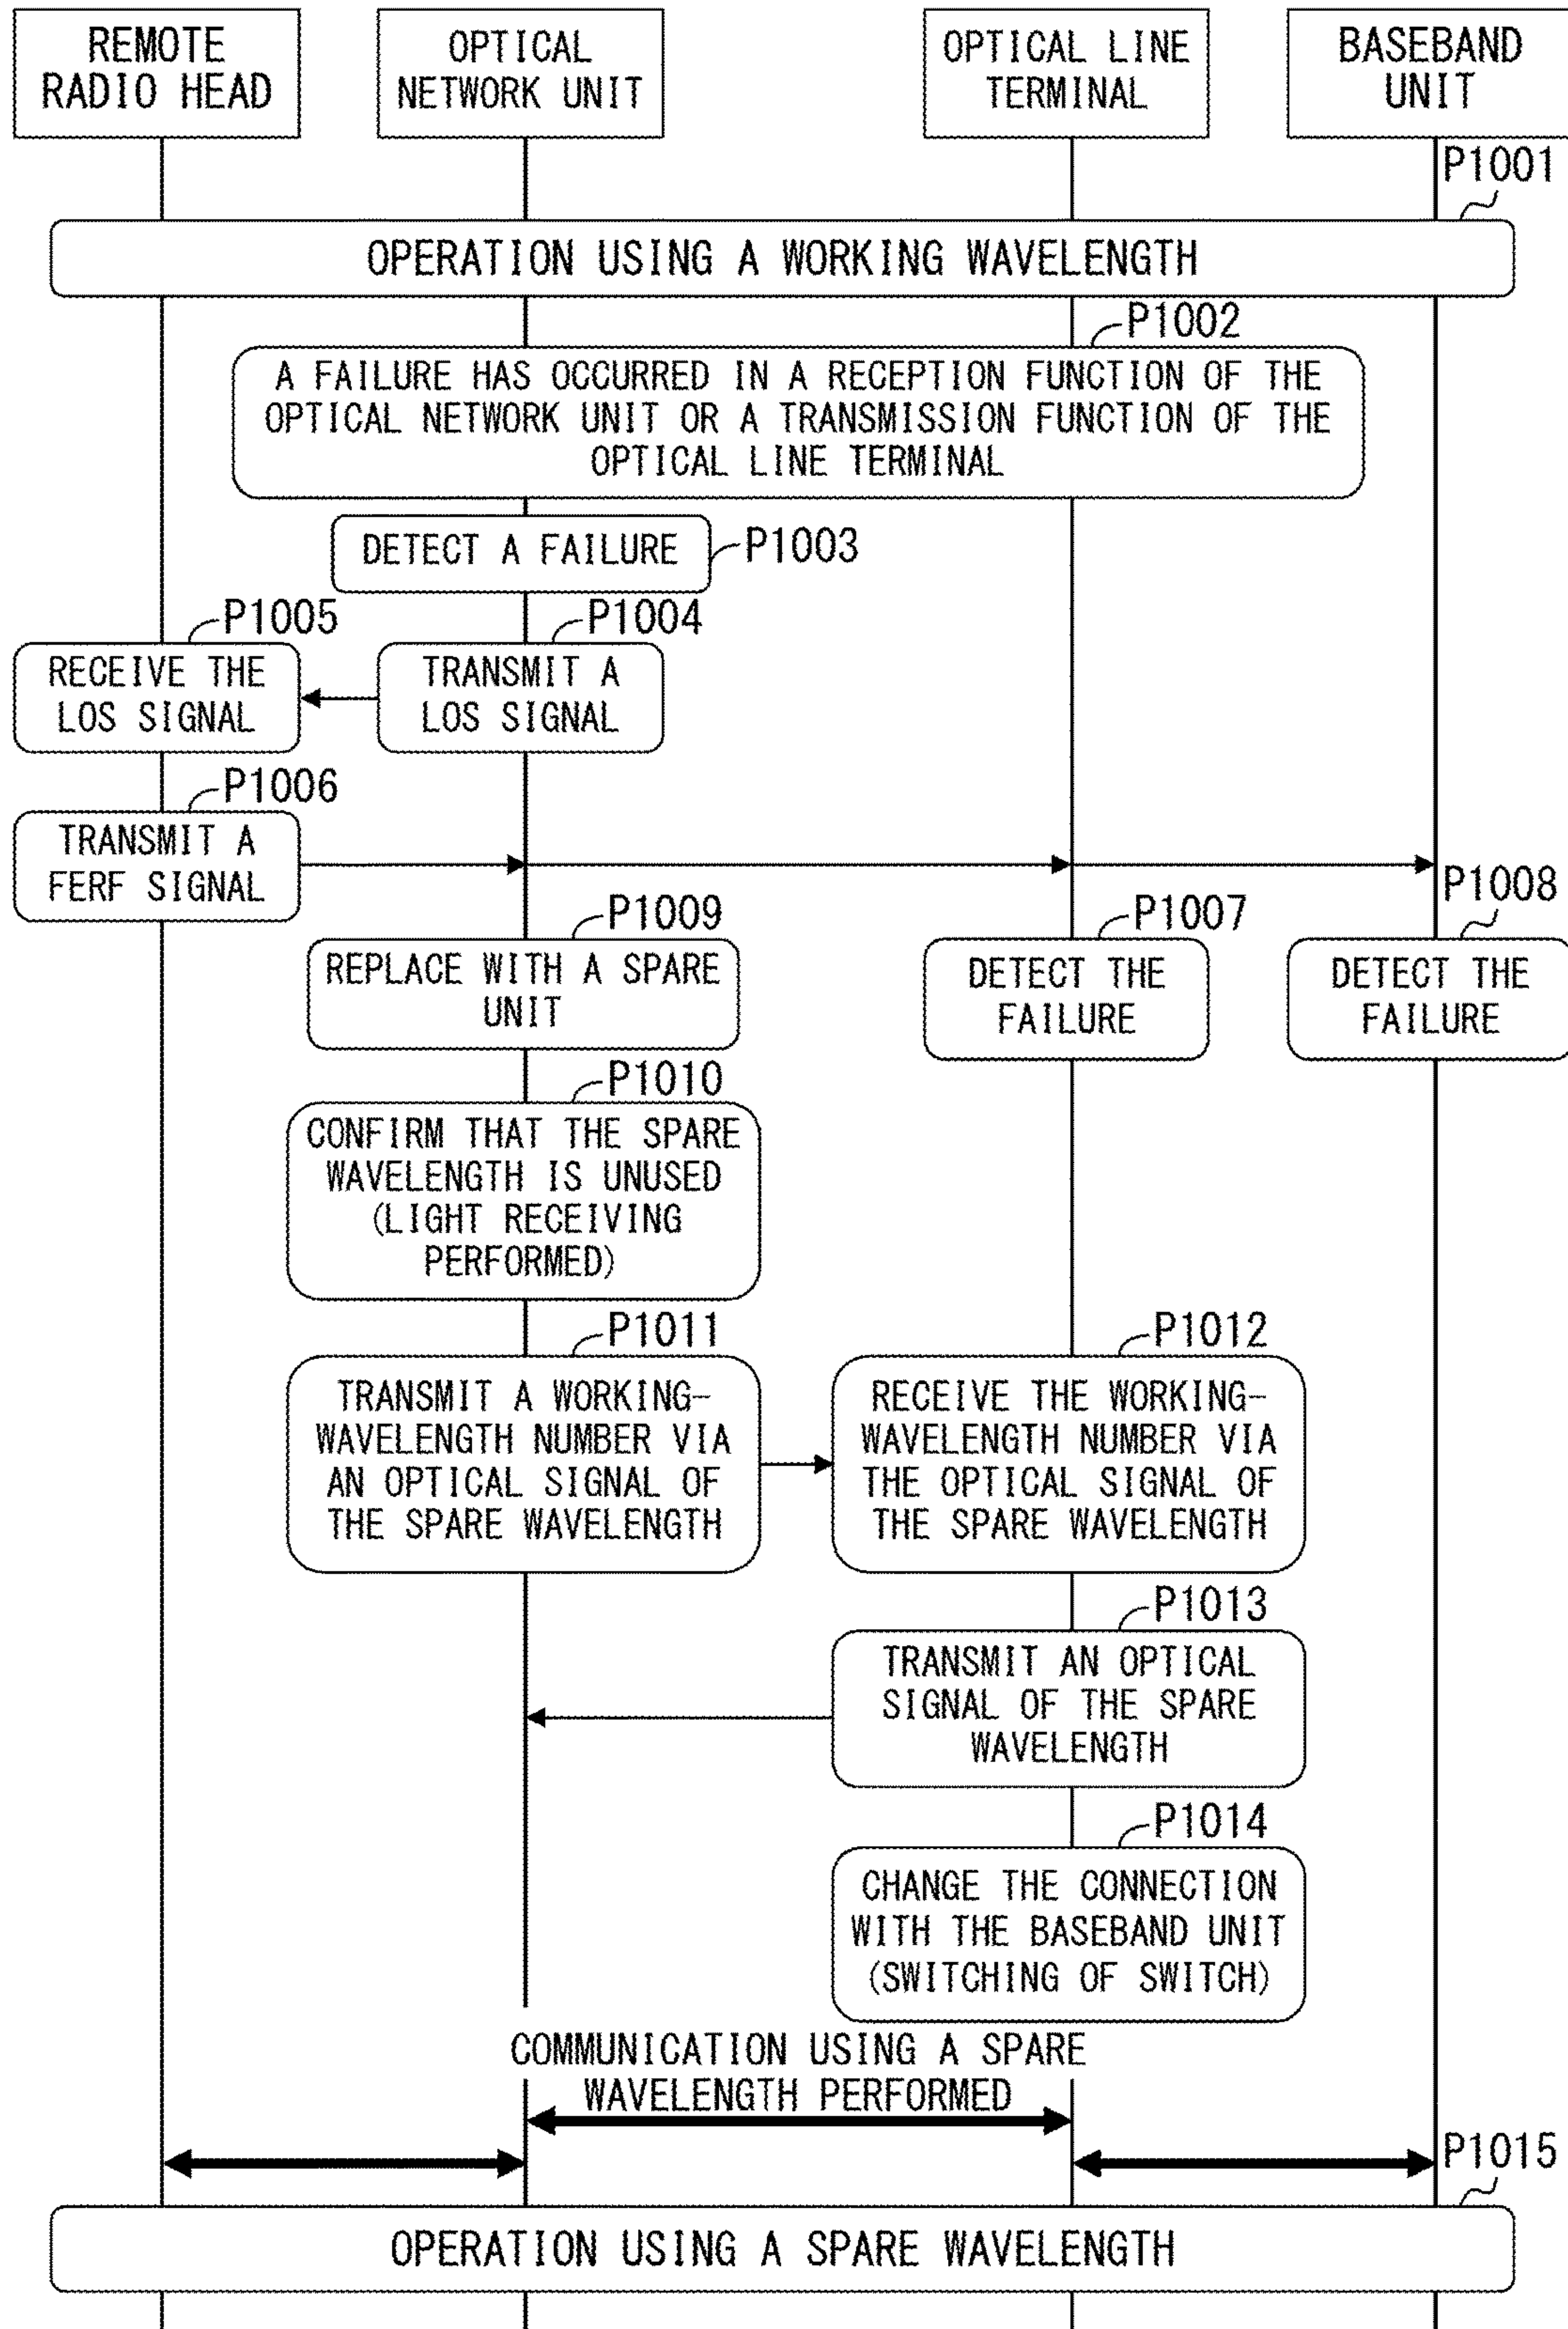 REMOTE
RADIO HEAD
OPTICAL
NETWORK UNIT
OPTICAL LINE
TERMINAL
BASEBAND
UNIT
P1001
OPERATION USING A WORKING WAVELENGTH
P1002
A FAILURE HAS OCCURRED IN A RECEPTION FUNCTION OF THE
OPTICAL NETWORK UNIT OR A TRANSMISSION FUNCTION OF THE
OPTICAL LINE TERMINAL
DETECT A FAILURE
P1003
P1005
RECEIVE THE
LOS SIGNAL
P1004
TRANSMIT A
LOS SIGNAL
P1006
TRANSMIT A
FERF SIGNAL
P1009
REPLACE WITH A SPARE
UNIT
P1007
DETECT THE
FAILURE
P1008
DETECT THE
FAILURE
P1010
CONFIRM THAT THE SPARE
WAVELENGTH IS UNUSED
(LIGHT RECEIVING
PERFORMED)
P1011
TRANSMIT A WORKING-
WAVELENGTH NUMBER VIA
AN OPTICAL SIGNAL OF
THE SPARE WAVELENGTH
P1012
RECEIVE THE WORKING-
WAVELENGTH NUMBER VIA
THE OPTICAL SIGNAL OF
THE SPARE WAVELENGTH
P1013
TRANSMIT AN OPTICAL
SIGNAL OF THE SPARE
WAVELENGTH
P1014
CHANGE THE CONNECTION
WITH THE BASEBAND UNIT
(SWITCHING OF SWITCH)
COMMUNICATION USING A SPARE
WAVELENGTH PERFORMED
P1015
OPERATION USING A SPARE WAVELENGTH